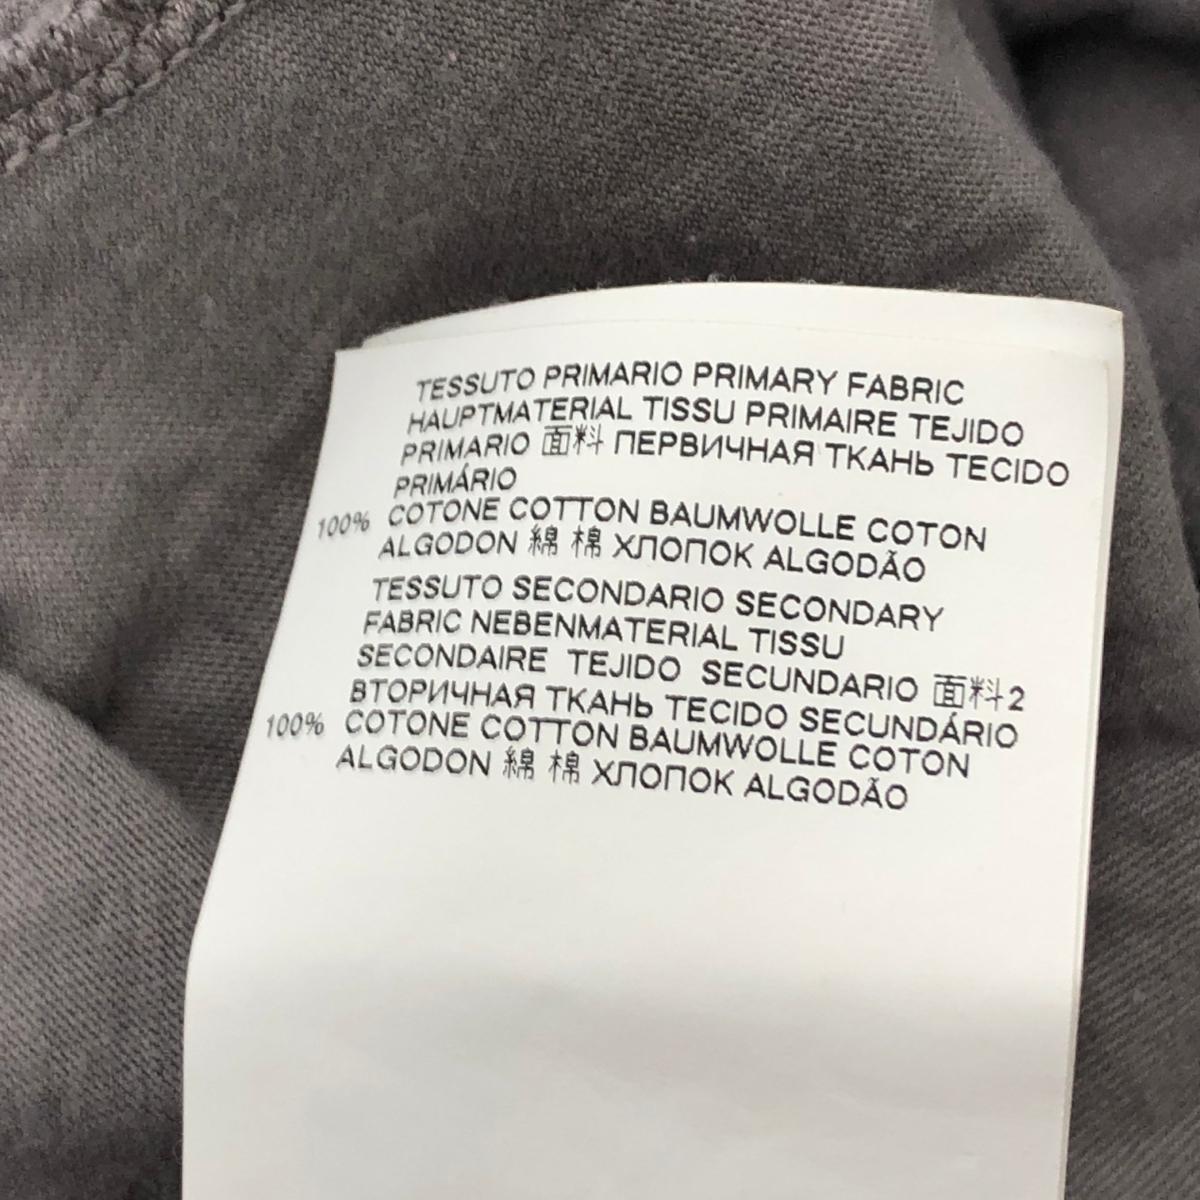 TESSUTO PRIMARIO PRIMARY FABRIC
HAUPTMATERIAL TISSU PRIMAIRE TEJIDO
PRIMARIO 面料 ПЕРВИЧНАЯ ТКАНЬ TECIDO
PRIMÁRIO
100% COTONE COTTON BAUMWOLLE COTON
ALGODON 綿 棉 ХЛОПОК ALGODÃO
TESSUTO SECONDARIO SECONDARY
FABRIC NEBENMATERIAL TISSU
SECONDAIRE TEJIDO SECUNDARIO 面料2
ВТОРИЧНАЯ ТКАНЬ TECIDO SECUNDÁRIO
100% COTONE COTTON BAUMWOLLE COTON
ALGODON 綿 棉 ХЛОПОК ALGODÃO